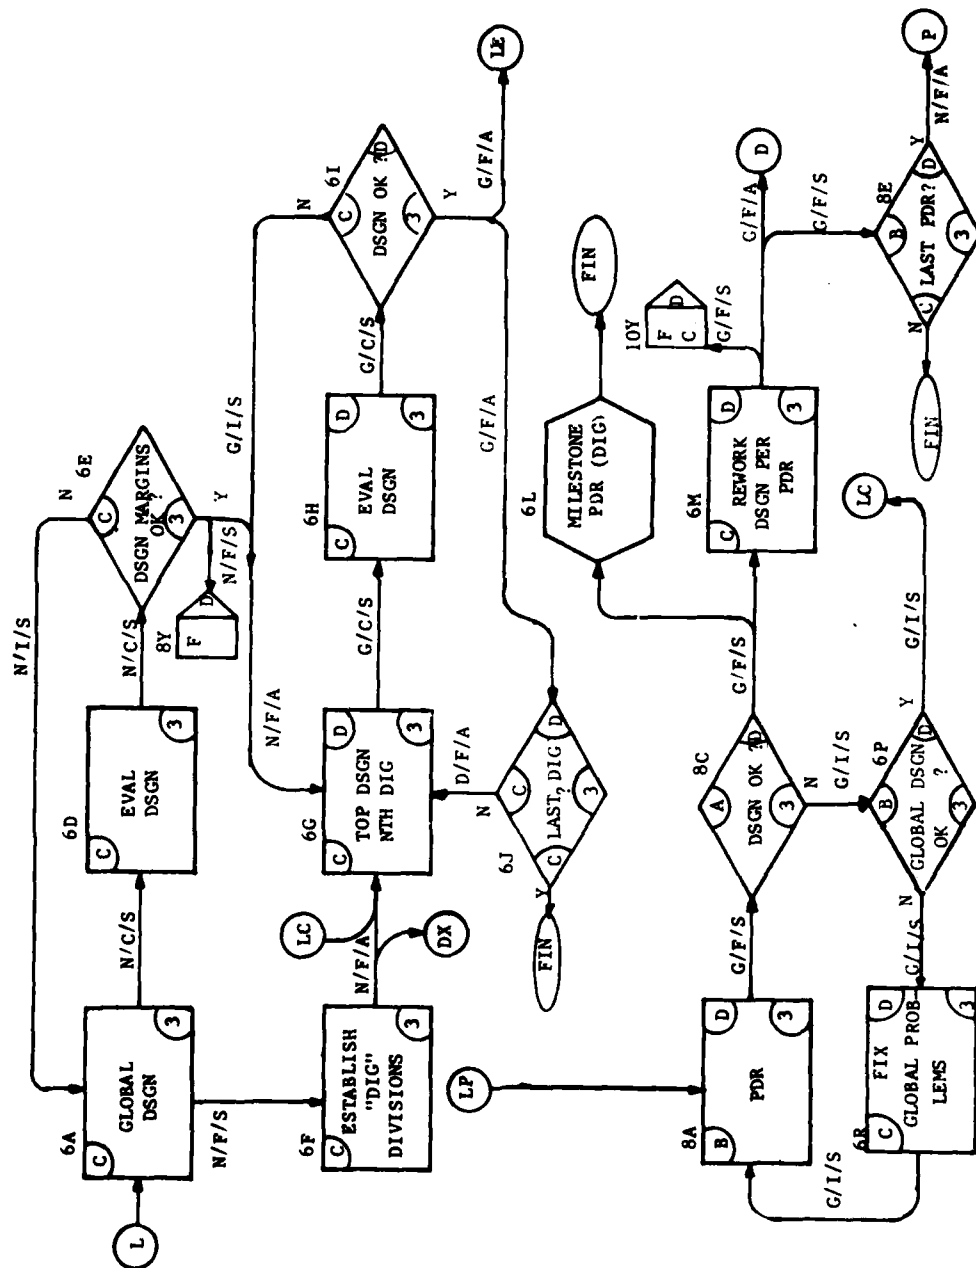 L
6A
C
GLOBAL
DSGN
3
N/C/S
6D
C
EVAL
DSGN
3
N/C/S
6E
C
DSGN MARGINS
OK ?
3
N
N/I/S
Y
N/F/S
8Y
F
D
N/F/S
6F
C
ESTABLISH
"DIG"
DIVISIONS
3
N/F/A
LC
DX
N/F/A
6G
C
D
TOP DSGN
NTH DIG
3
G/C/S
6H
C
D
EVAL
DSGN
3
G/C/S
6I
C
DSGN OK ?
D
3
N
G/I/S
Y
G/F/A
LE
G/F/A
6J
C
D
LAST DIG
?
C
3
N
D/F/A
Y
FIN
LP
8A
B
D
PDR
3
G/F/S
8C
A
DSGN OK ?
D
3
G/F/S
6L
MILESTONE
PDR (DIG)
FIN
6M
C
D
REWORK
DSGN PER
PDR
3
10Y
F
D
C
G/F/S
G/F/A
D
G/F/S
8E
B
C
LAST PDR?
D
3
Y
N/F/A
P
N
FIN
N
G/I/S
6P
B
GLOBAL DSGN
OK ?
D
3
Y
G/I/S
LC
N
G/I/S
6R
C
D
FIX
GLOBAL PROB-
LEMS
3
G/I/S